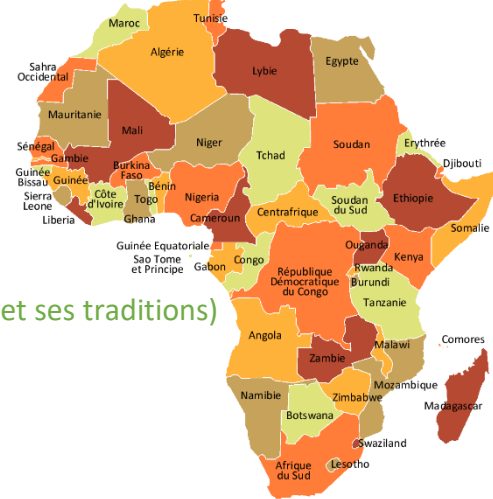 Maroc
Tunisie
Algérie
Lybie
Egypte
Sahra
Occidental
Mauritanie
Mali
Niger
Tchad
Soudan
Erythrée
Djibouti
Sénégal
Gambie
Guinée
Bissau
Guinée
Burkina
Faso
Bénin
Sierra
Leone
Côte
d'Ivoire
Togo
Ghana
Liberia
Nigeria
Cameroun
Centrafrique
Soudan
du Sud
Ethiopie
Somalie
Guinée Equatoriale
Sao Tome
et Principe
Gabon
Congo
République
Démocratique
du Congo
Ouganda
Kenya
Rwanda
Burundi
Tanzanie
et ses traditions)
Angola
Zambie
Malawi
Comores
Mozambique
Madagascar
Namibie
Zimbabwe
Botswana
Swaziland
Afrique
du Sud
Lesotho